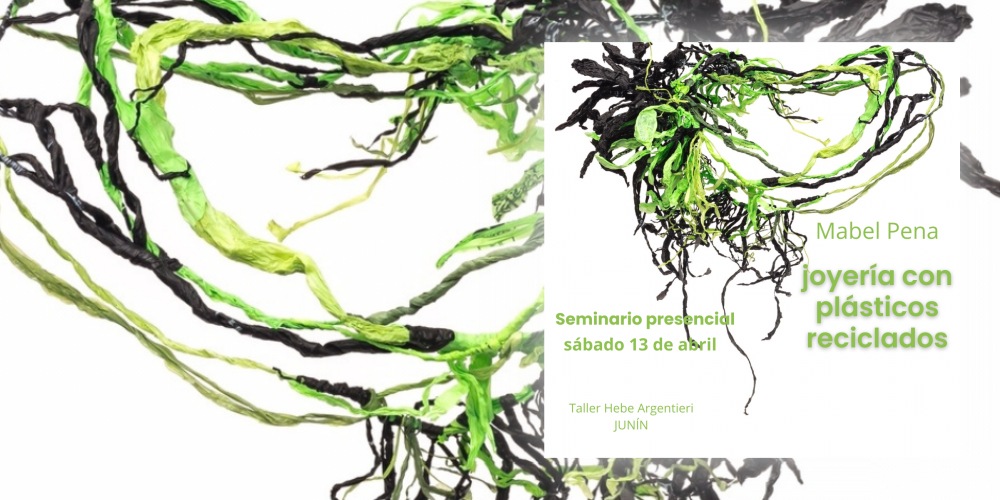 Mabel Pena
joyería con
plásticos
reciclados
Seminario presencial
sábado 13 de abril
Taller Hebe Argentieri
JUNÍN